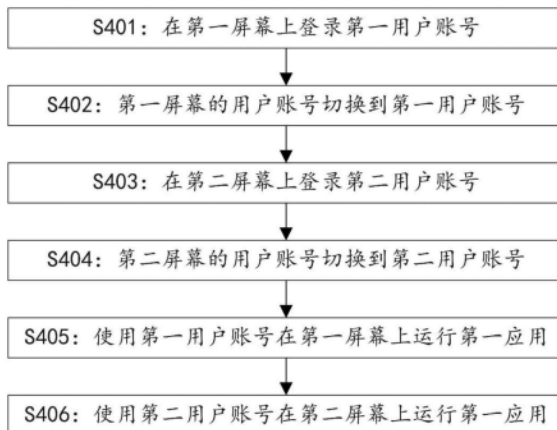 S401：在第一屏幕上登录第一用户账号
S402：第一屏幕的用户账号切换到第一用户账号
S403：在第二屏幕上登录第二用户账号
S404：第二屏幕的用户账号切换到第二用户账号
S405：使用第一用户账号在第一屏幕上运行第一应用
S406：使用第二用户账号在第二屏幕上运行第一应用